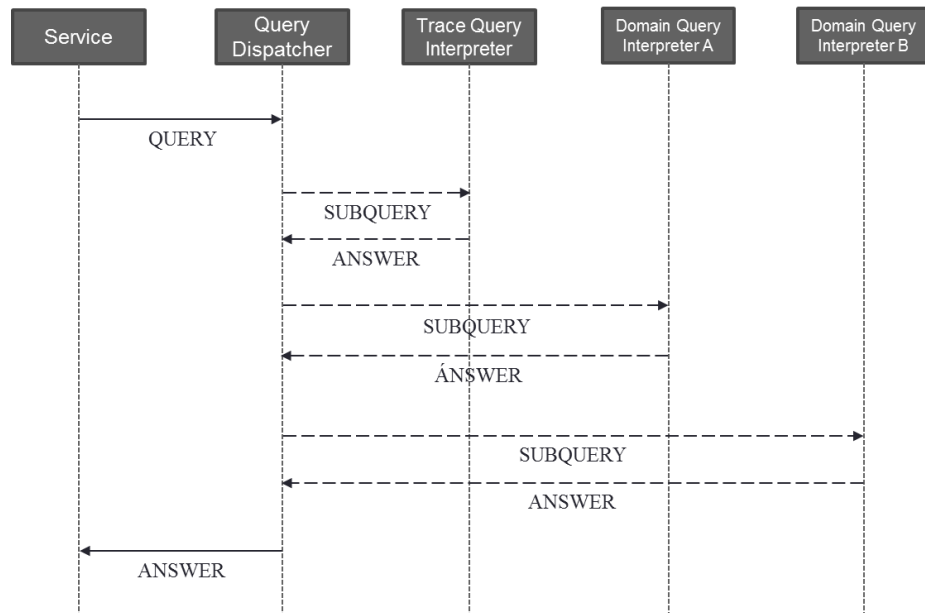 Service
Query
Dispatcher
Trace Query
Interpreter
Domain Query
Interpreter A
Domain Query
Interpreter B
QUERY
SUBQUERY
ANSWER
SUBQUERY
ÁNSWER
SUBQUERY
ANSWER
ANSWER